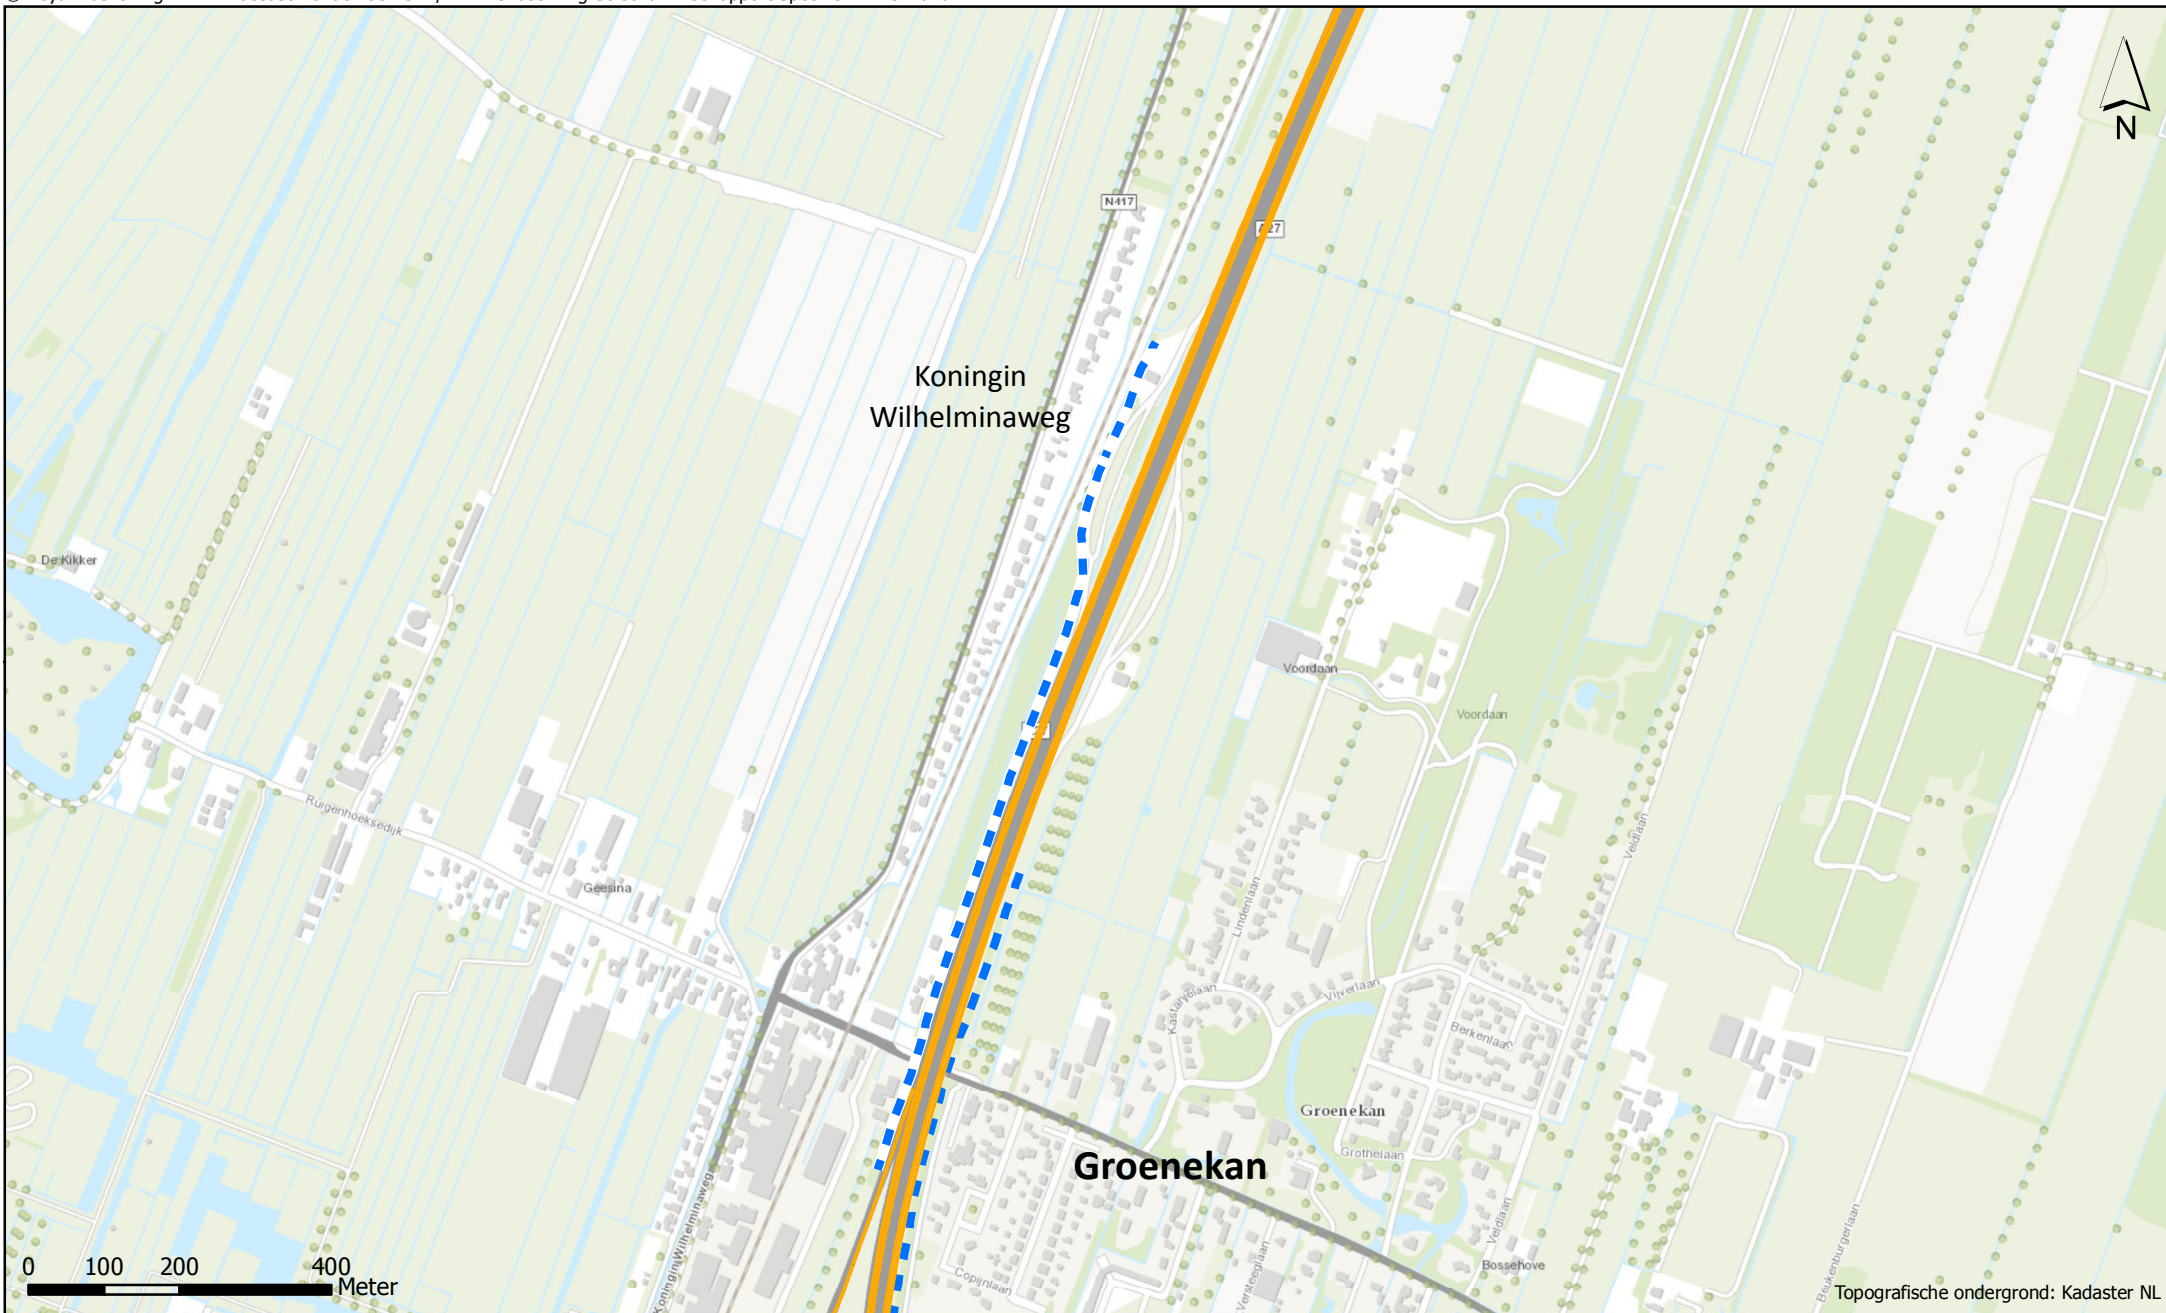 N
N417
A27
Koningin
Wilhelminaweg
De Kikker
Voordaan
Voordaan
Ruigenhoeksedijk
Veldlaan
Geesina
Lindenlaan
Kastanjelaan
Vijverlaan
Berkenlaan
Groenekan
Groenekan
Grothelaan
Koningin Wilhelminaweg
Veldlaan
Versteeglaan
Copijnlaan
Bossehove
Beukenburgerlaan
0 100 200 400
Meter
Topografische ondergrond: Kadaster NL